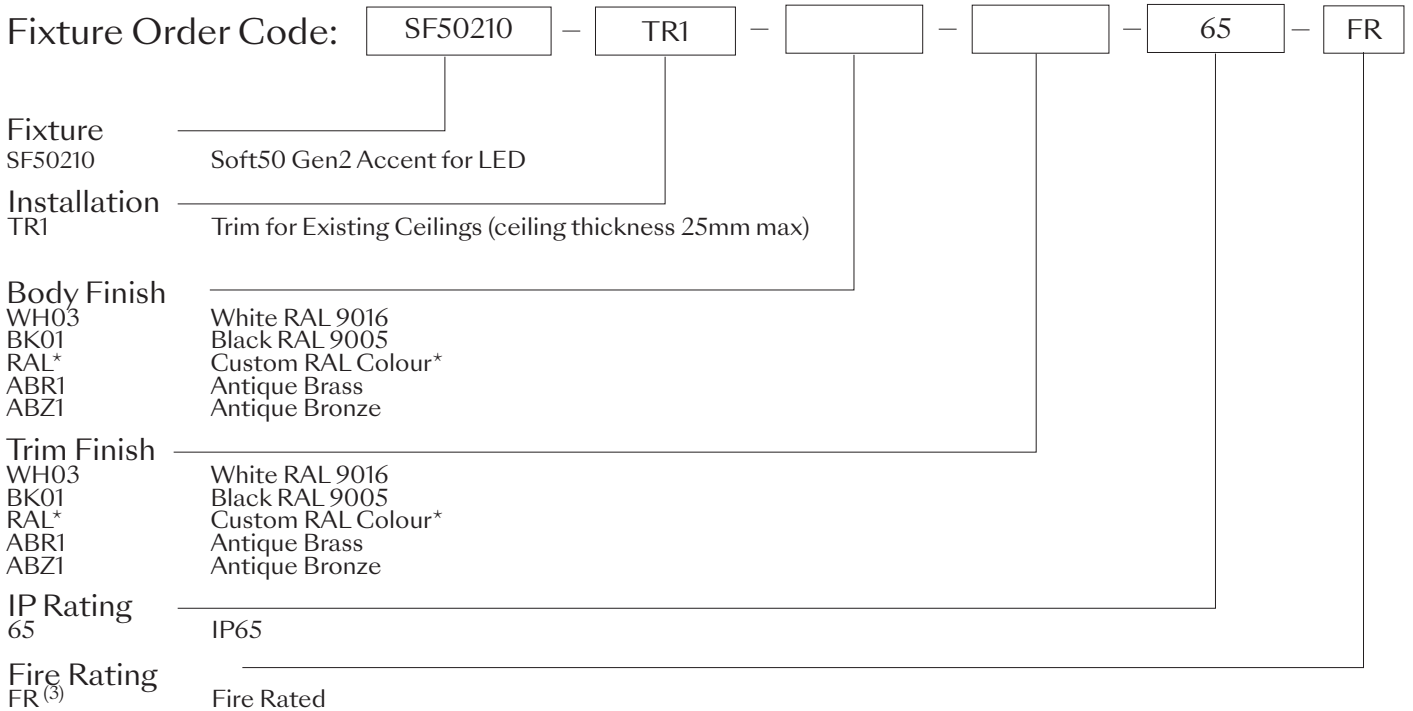 Fixture Order Code: SF50210 – TR1 – – – 65 – FR
Fixture
SF50210 Soft50 Gen2 Accent for LED
Installation
TR1 Trim for Existing Ceilings (ceiling thickness 25mm max)
Body Finish
WH03 White RAL 9016
BK01 Black RAL 9005
RAL* Custom RAL Colour*
ABR1 Antique Brass
ABZ1 Antique Bronze
Trim Finish
WH03 White RAL 9016
BK01 Black RAL 9005
RAL* Custom RAL Colour*
ABR1 Antique Brass
ABZ1 Antique Bronze
IP Rating
65 IP65
Fire Rating
FR (3) Fire Rated